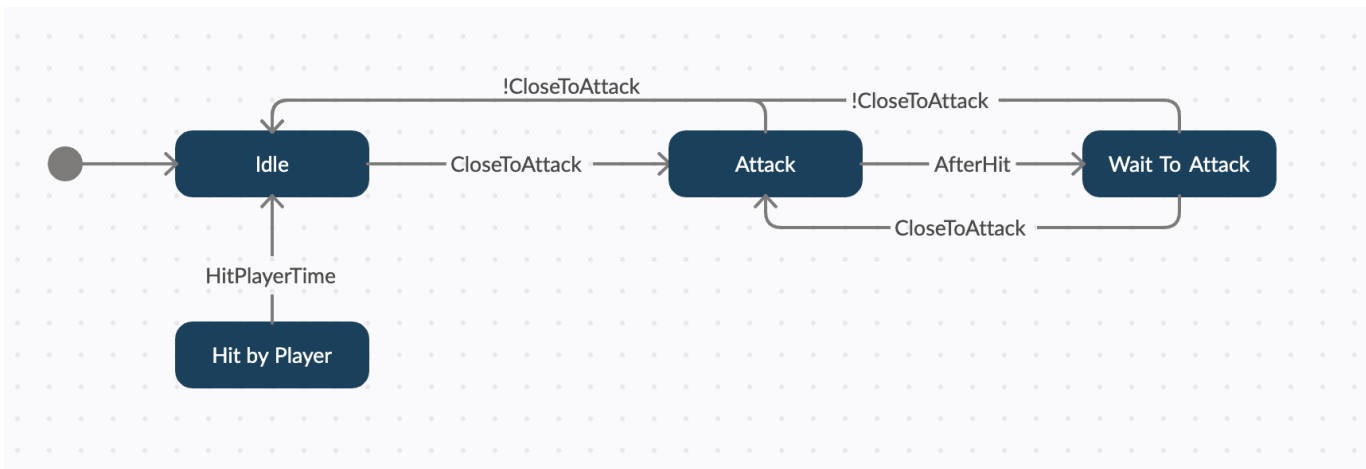 !CloseToAttack
!CloseToAttack
Idle
CloseToAttack
Attack
AfterHit
Wait To Attack
CloseToAttack
HitPlayerTime
Hit by Player